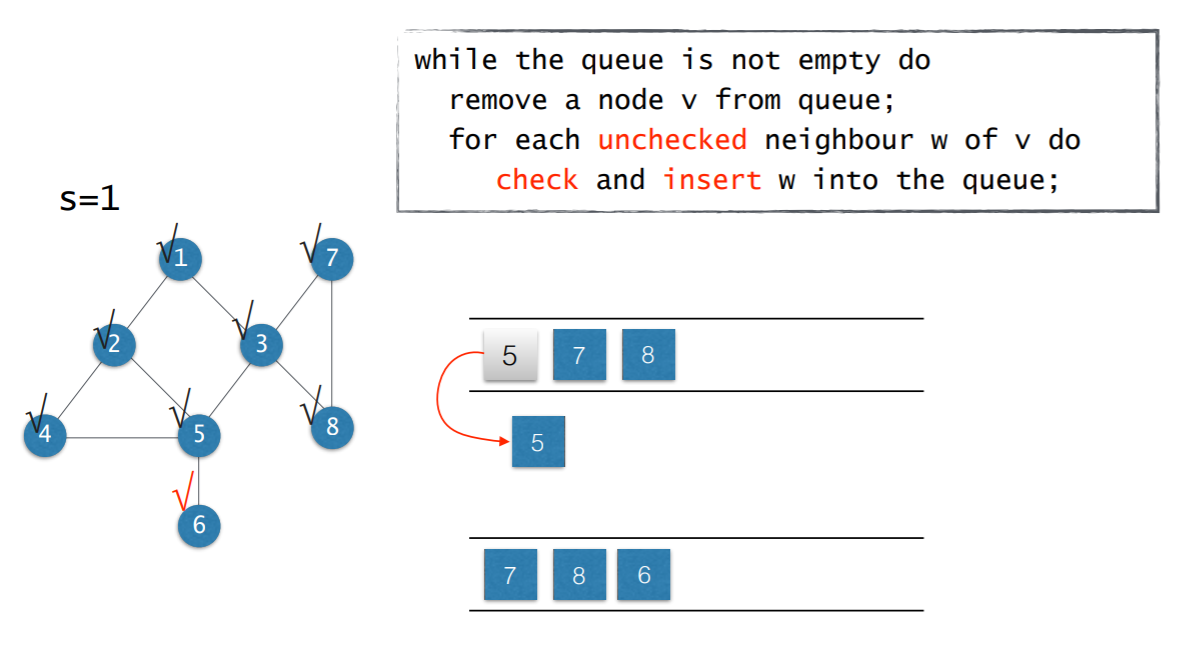 while the queue is not empty do
remove a node v from queue;
for each unchecked neighbour w of v do
check and insert w into the queue;
s=1
√1 √7
√2 √3
√4 √5 √8
√6
5 7 8
5
7 8 6